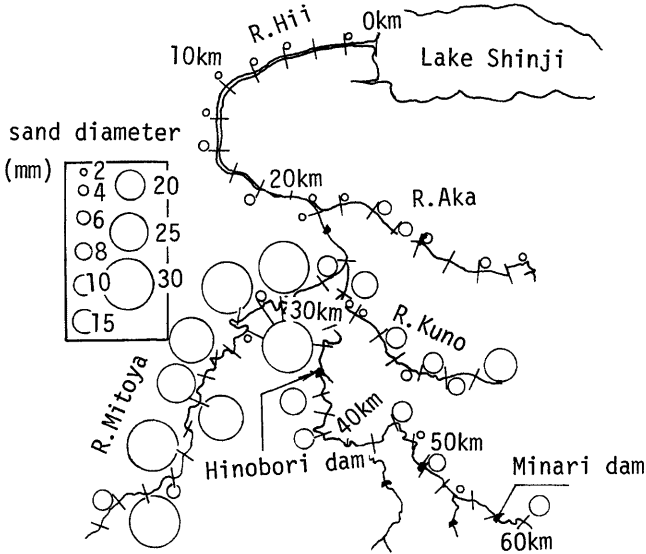 R.Hii
0km
10km
Lake Shinji
sand diameter
(mm)
2
4
6
8
10
15
20
25
30
20km
R.Aka
30km
R.Kuno
R.Mitoya
40km
Hinobori dam
50km
Minari dam
60km